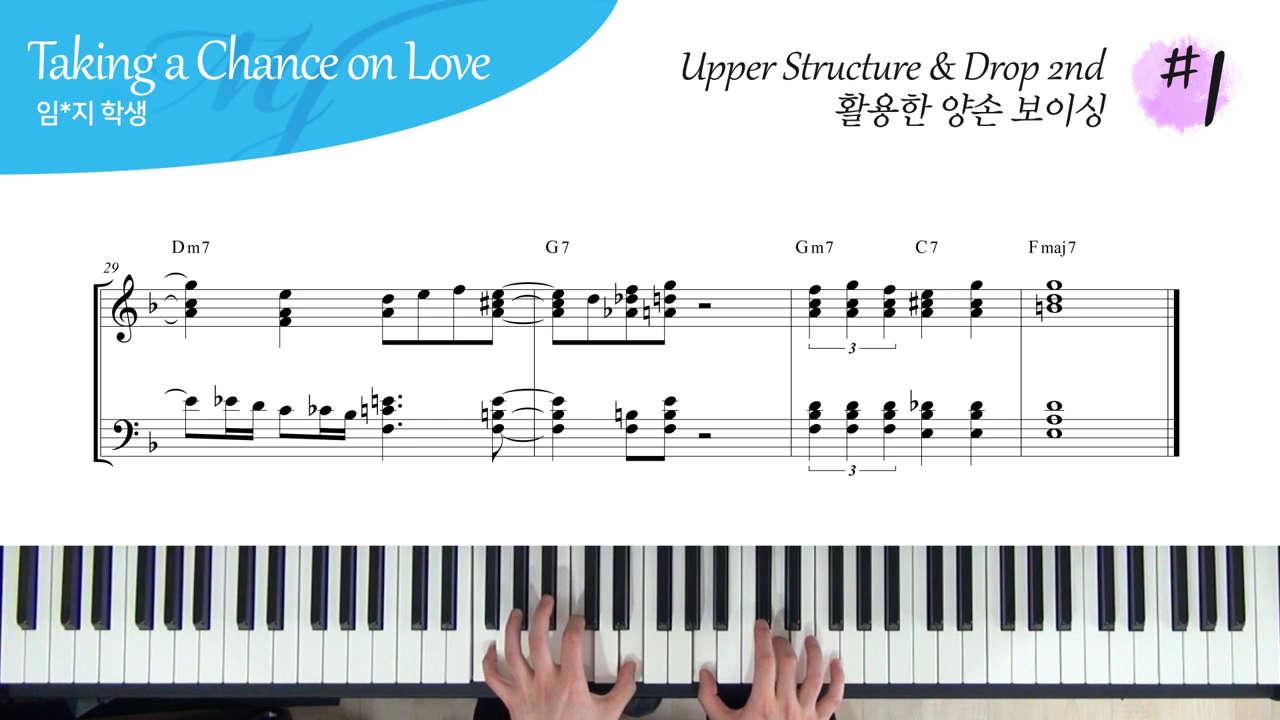 Taking a Chance on Love
임*지 학생
Upper Structure & Drop 2nd
활용한 양손 보이싱
#1
Dm7 G7 Gm7 C7 Fmaj7
29
3
3